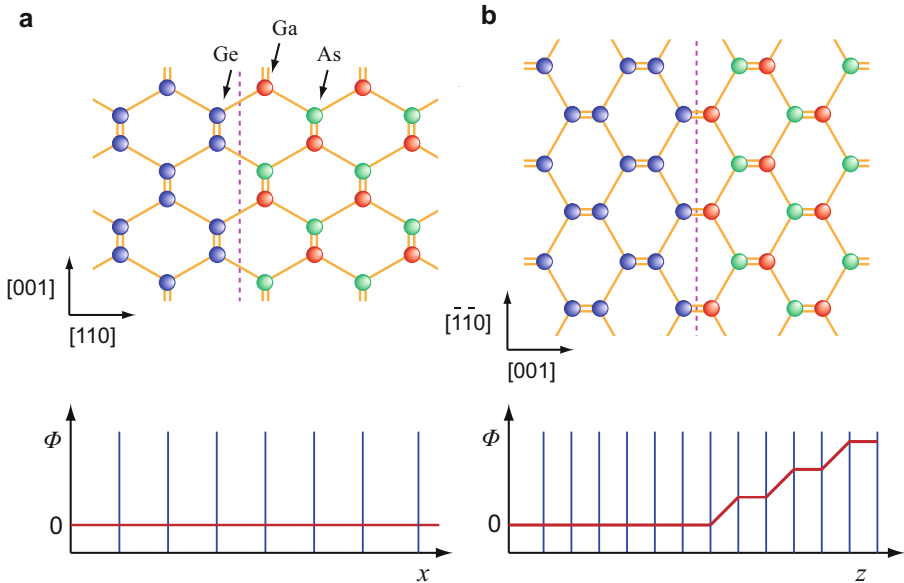 a
Ge
Ga
As
[001]
[110]
Φ
0
x
b
[1̄1̄0]
[001]
Φ
0
z